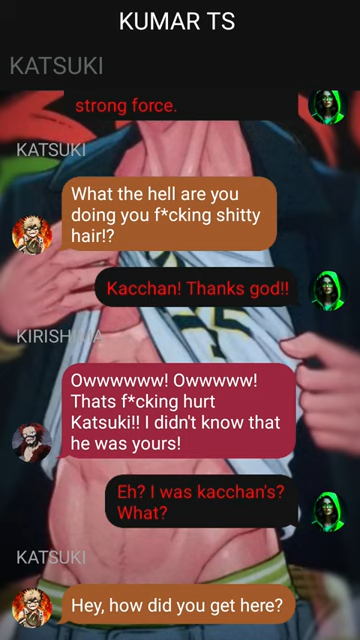 KUMAR TS
KATSUKI
strong force.
KATSUKI
What the hell are you
doing you f*cking shitty
hair!?
Kacchan! Thanks god!!
KIRISHIMA
Owwwwww! Owwwww!
Thats f*cking hurt
Katsuki!! I didn't know that
he was yours!
Eh? I was kacchan's?
What?
KATSUKI
Hey, how did you get here?